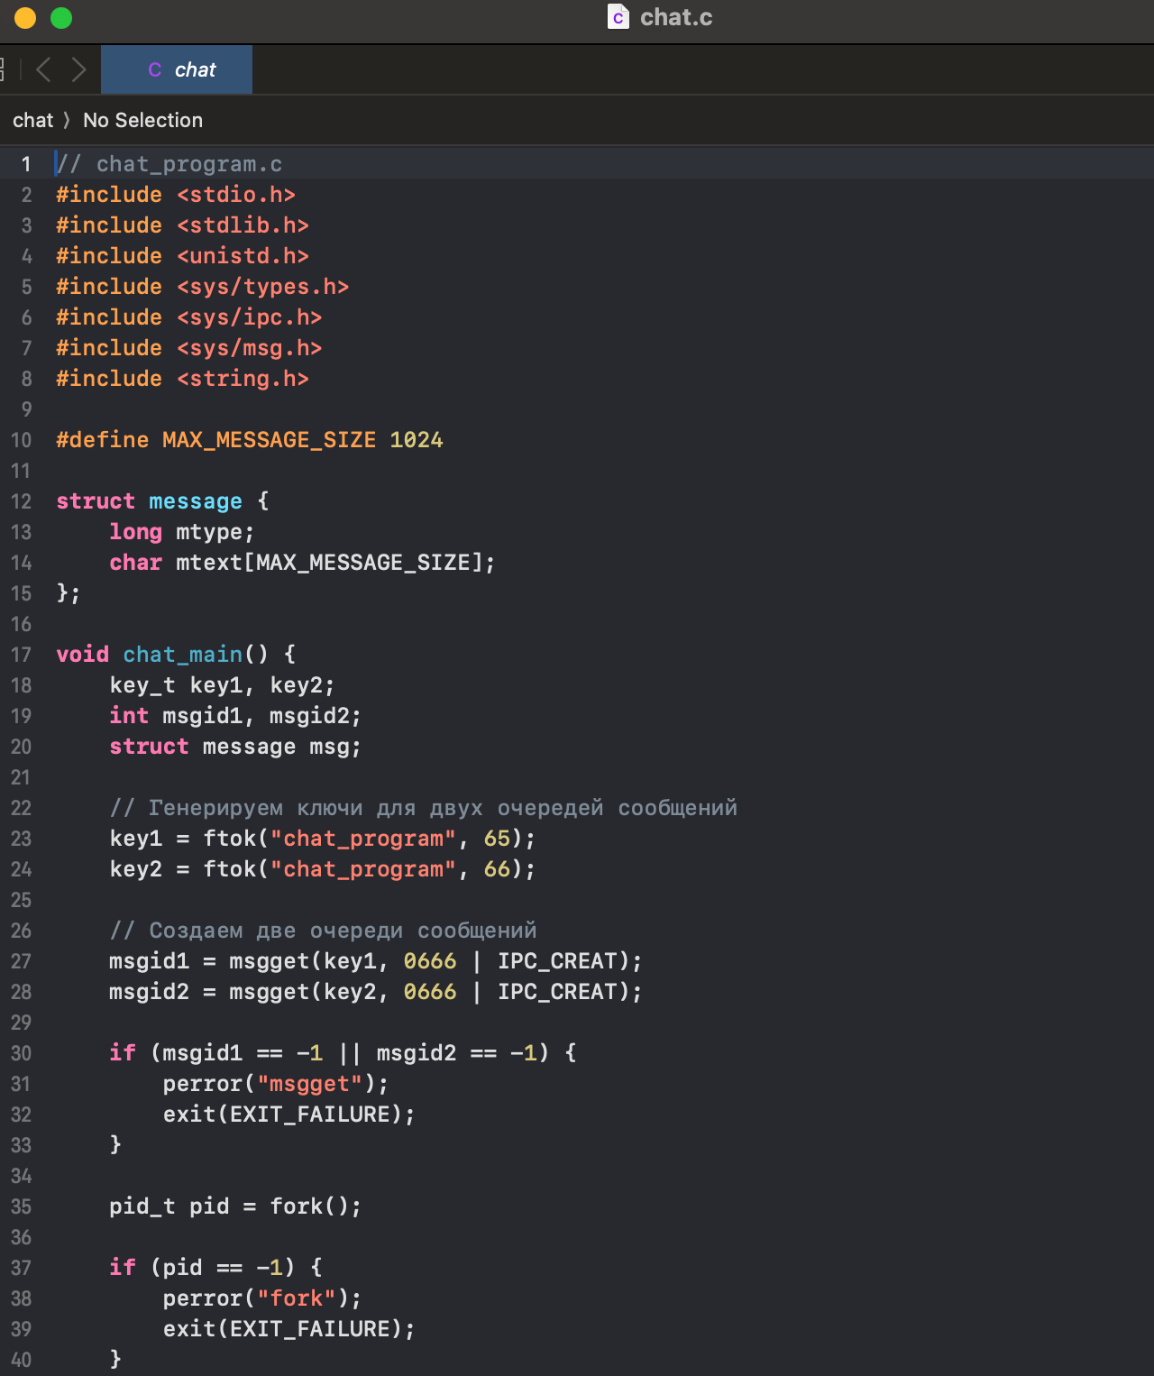 C chat.c
C chat
chat ⟩ No Selection
1 // chat_program.c
2 #include <stdio.h>
3 #include <stdlib.h>
4 #include <unistd.h>
5 #include <sys/types.h>
6 #include <sys/ipc.h>
7 #include <sys/msg.h>
8 #include <string.h>
9
10 #define MAX_MESSAGE_SIZE 1024
11
12 struct message {
13     long mtype;
14     char mtext[MAX_MESSAGE_SIZE];
15 };
16
17 void chat_main() {
18     key_t key1, key2;
19     int msgid1, msgid2;
20     struct message msg;
21
22     // Генерируем ключи для двух очередей сообщений
23     key1 = ftok("chat_program", 65);
24     key2 = ftok("chat_program", 66);
25
26     // Создаем две очереди сообщений
27     msgid1 = msgget(key1, 0666 | IPC_CREAT);
28     msgid2 = msgget(key2, 0666 | IPC_CREAT);
29
30     if (msgid1 == -1 || msgid2 == -1) {
31         perror("msgget");
32         exit(EXIT_FAILURE);
33     }
34
35     pid_t pid = fork();
36
37     if (pid == -1) {
38         perror("fork");
39         exit(EXIT_FAILURE);
40     }